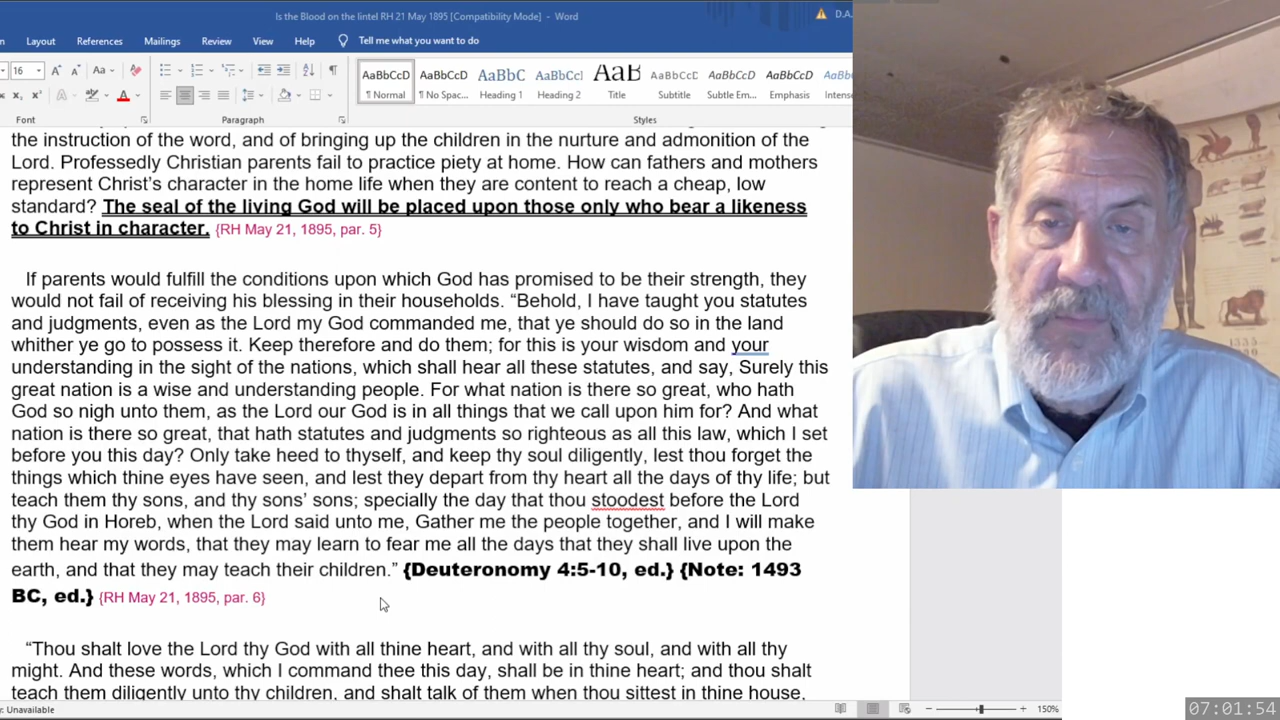 Is the Blood on the lintel RH 21 May 1895 [Compatibility Mode] - Word
D.A.
Layout References Mailings Review View Help Tell me what you want to do
16 Aa
AaBbCcD AaBbCcD AaBbC AaBbCcl AaB AaBbCcD AaBbCcD AaBbCcD AaBb
¶ Normal ¶ No Spac... Heading 1 Heading 2 Title Subtitle Subtle Em... Emphasis Intense
Font Paragraph Styles
the instruction of the word, and of bringing up the children in the nurture and admonition of the
Lord. Professedly Christian parents fail to practice piety at home. How can fathers and mothers
represent Christ’s character in the home life when they are content to reach a cheap, low
standard? The seal of the living God will be placed upon those only who bear a likeness
to Christ in character. {RH May 21, 1895, par. 5}
If parents would fulfill the conditions upon which God has promised to be their strength, they
would not fail of receiving his blessing in their households. “Behold, I have taught you statutes
and judgments, even as the Lord my God commanded me, that ye should do so in the land
whither ye go to possess it. Keep therefore and do them; for this is your wisdom and your
understanding in the sight of the nations, which shall hear all these statutes, and say, Surely this
great nation is a wise and understanding people. For what nation is there so great, who hath
God so nigh unto them, as the Lord our God is in all things that we call upon him for? And what
nation is there so great, that hath statutes and judgments so righteous as all this law, which I set
before you this day? Only take heed to thyself, and keep thy soul diligently, lest thou forget the
things which thine eyes have seen, and lest they depart from thy heart all the days of thy life; but
teach them thy sons, and thy sons’ sons; specially the day that thou stoodest before the Lord
thy God in Horeb, when the Lord said unto me, Gather me the people together, and I will make
them hear my words, that they may learn to fear me all the days that they shall live upon the
earth, and that they may teach their children.” {Deuteronomy 4:5-10, ed.} {Note: 1493
BC, ed.} {RH May 21, 1895, par. 6}
“Thou shalt love the Lord thy God with all thine heart, and with all thy soul, and with all thy
might. And these words, which I command thee this day, shall be in thine heart; and thou shalt
teach them diligently unto thy children, and shalt talk of them when thou sittest in thine house,
: Unavailable
150%
07:01:54